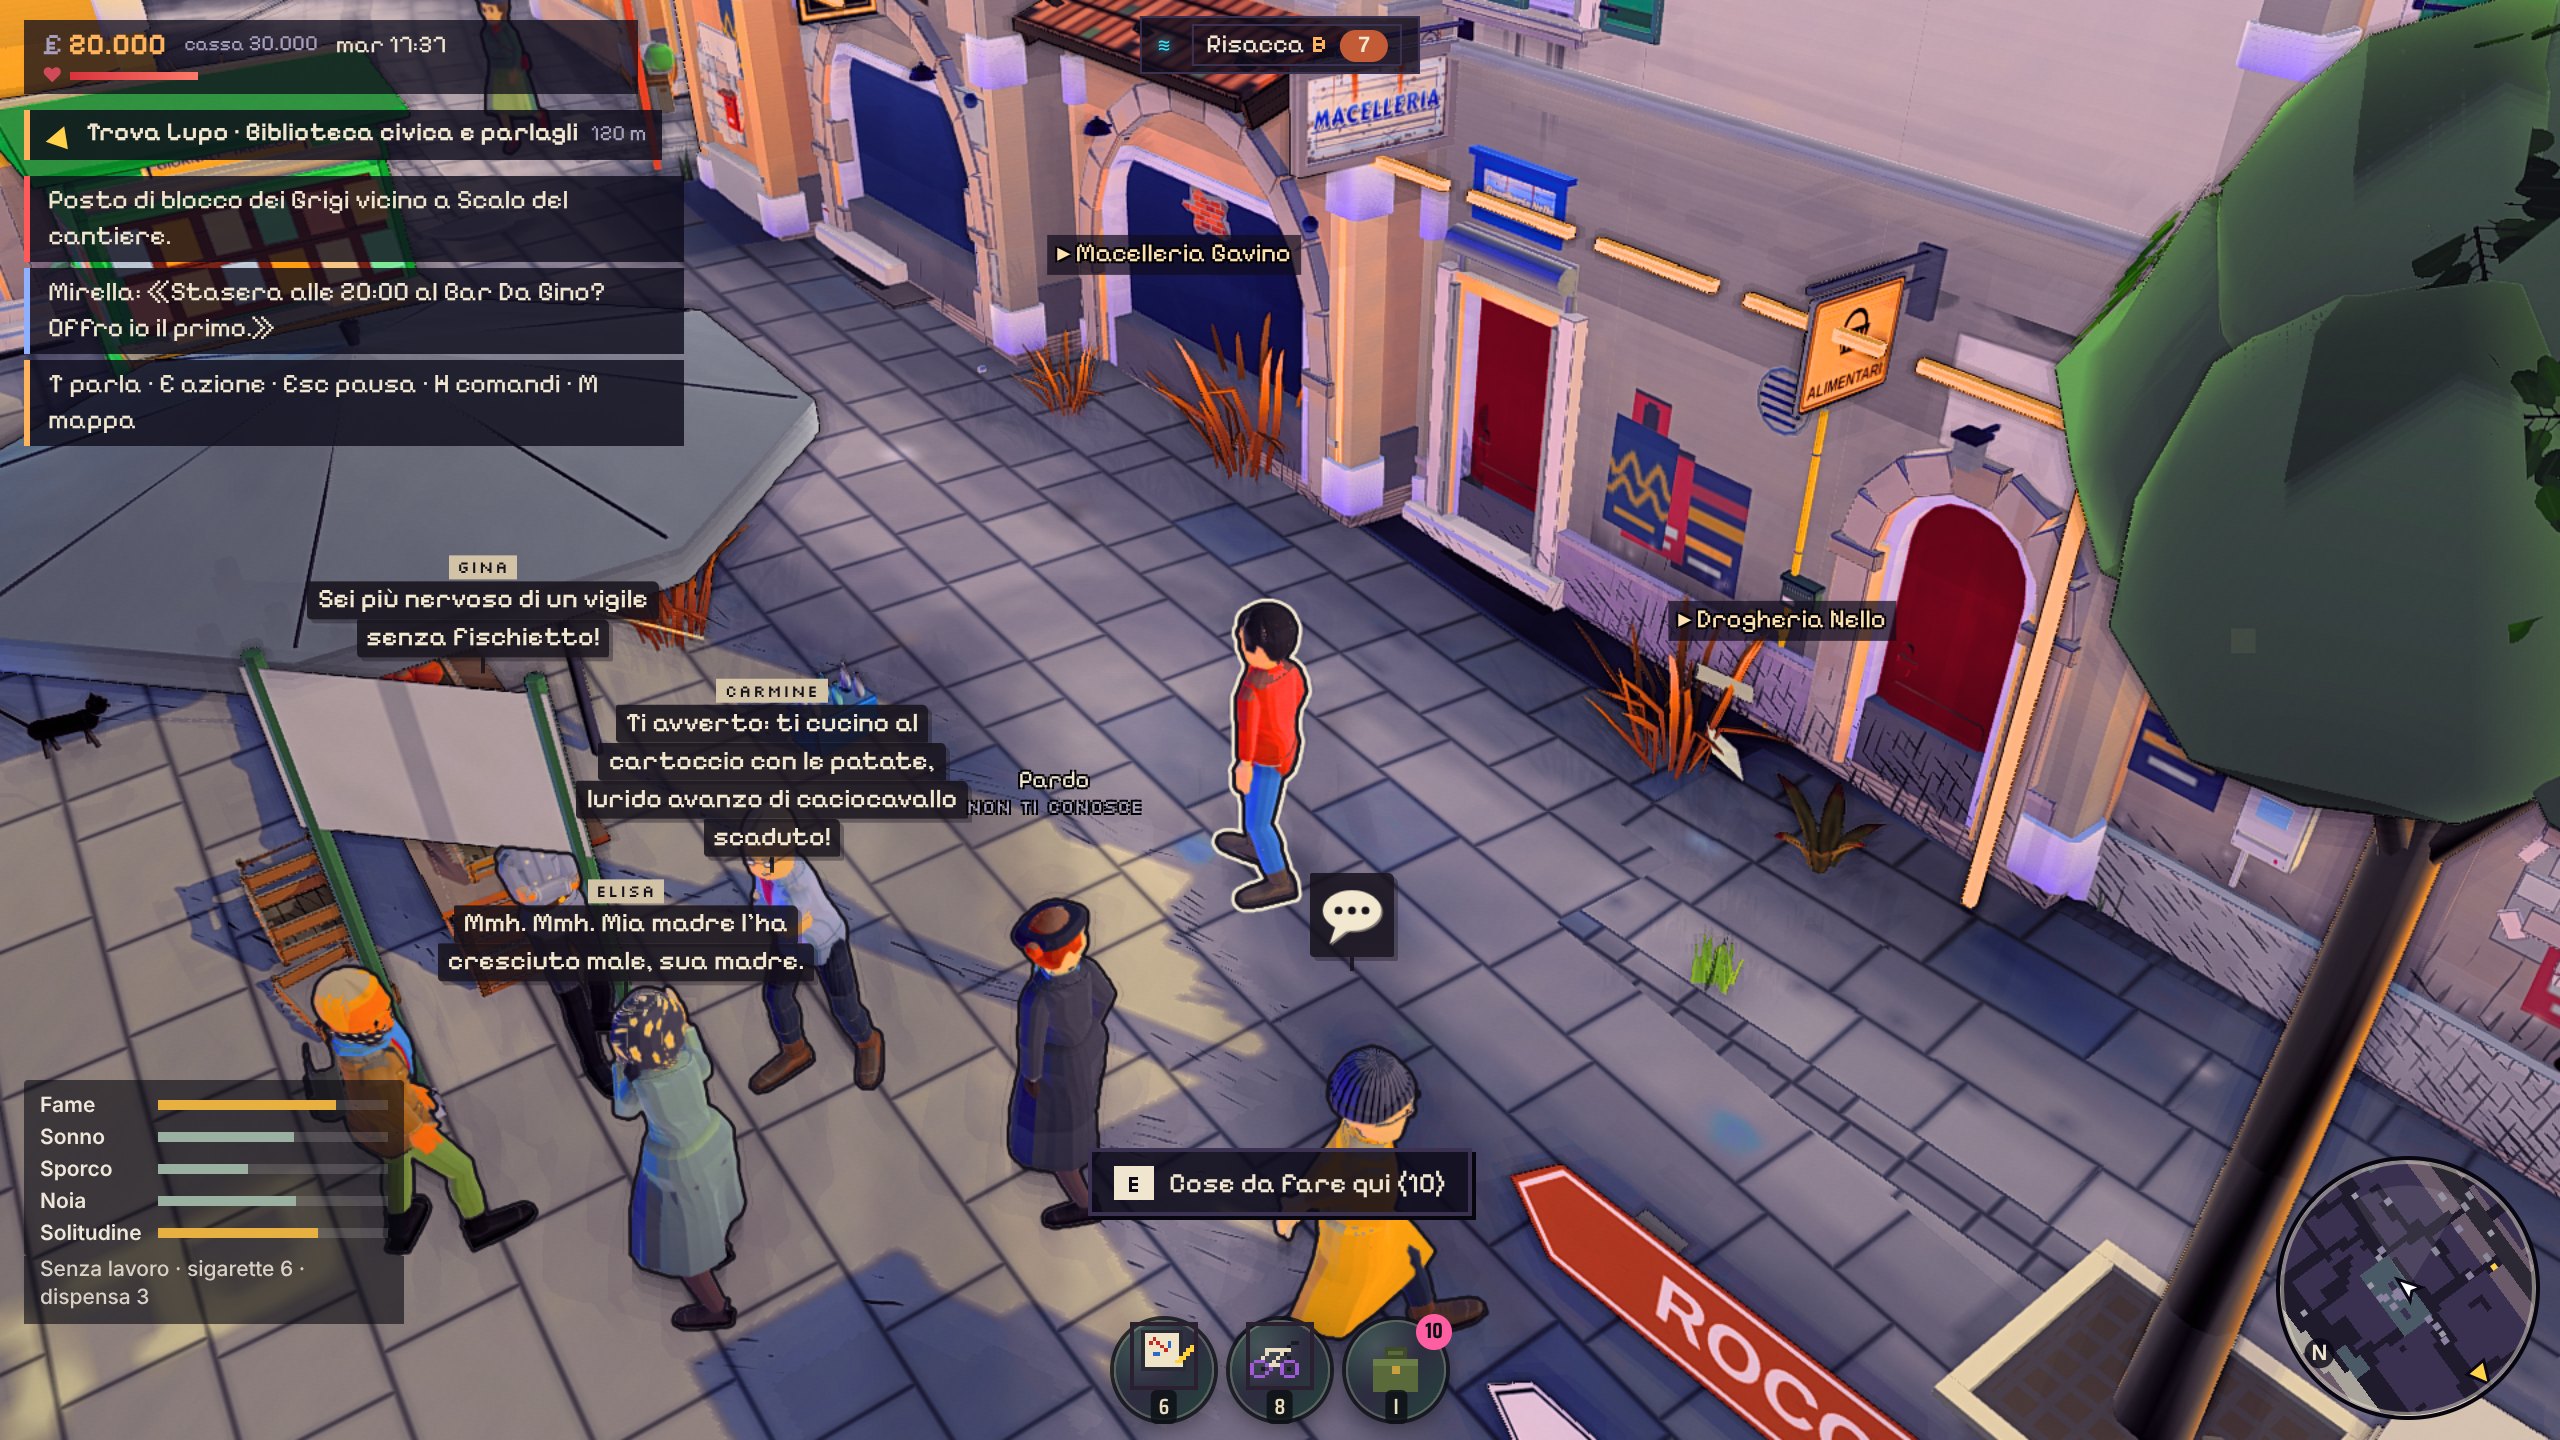 £ 20.000 cassa 30.000 mar 17:37
Risacca B 7
Trova Lupo · Biblioteca civica e parlagli 120 m
Posto di blocco dei Grigi vicino a Scalo del
cantiere.
Mirella: «Stasera alle 20:00 al Bar Da Gino?
Offro io il primo.»
T parla · E azione · Esc pausa · H comandi · M
mappa
MACELLERIA
▸Macelleria Gavino
ALIMENTARI
▸Drogheria Nello
GINA
Sei più nervoso di un vigile
senza fischietto!
CARMINE
Ti avverto: ti cucino al
cartoccio con le patate,
lurido avanzo di caciocavallo
scaduto!
Pardo
NON TI CONOSCE
ELISA
Mmh. Mmh. Mia madre l'ha
cresciuto male, sua madre.
Fame
Sonno
Sporco
Noia
Solitudine
Senza lavoro · sigarette 6 ·
dispensa 3
E Cose da fare qui (10)
ROCC
6
8
10
I
N